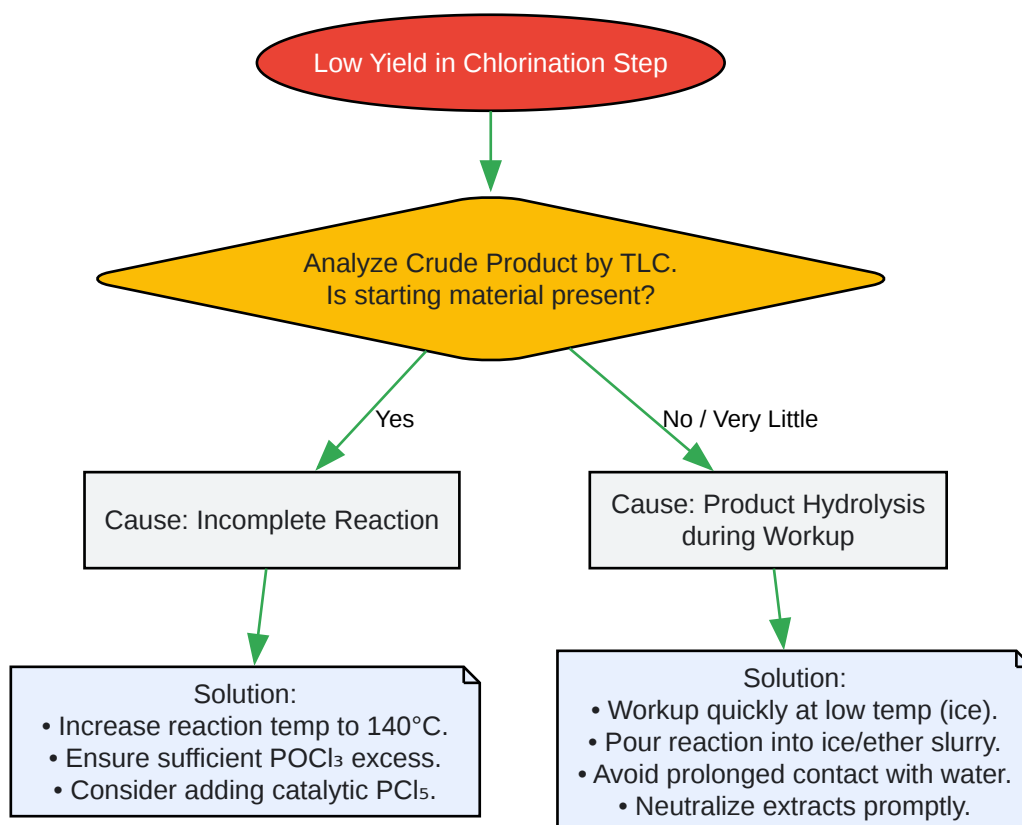 Low Yield in Chlorination Step
Analyze Crude Product by TLC.
Is starting material present?
Yes
No / Very Little
Cause: Incomplete Reaction
Cause: Product Hydrolysis
during Workup
Solution:
• Increase reaction temp to 140°C.
• Ensure sufficient POCl₃ excess.
• Consider adding catalytic PCl₅.
Solution:
• Workup quickly at low temp (ice).
• Pour reaction into ice/ether slurry.
• Avoid prolonged contact with water.
• Neutralize extracts promptly.